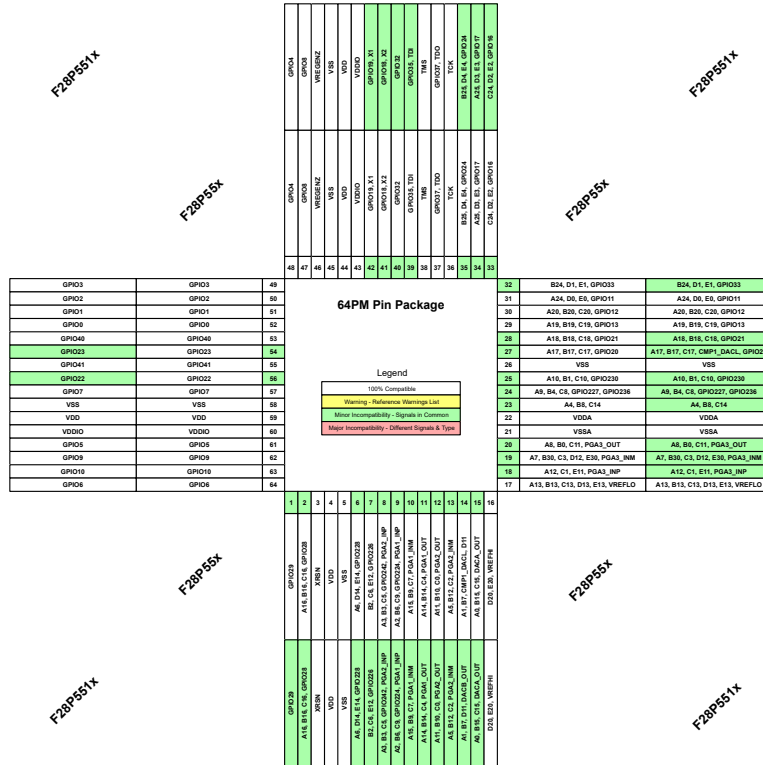 F28P551X
F28P551X
F28P55X
F28P55X
GPIO4
GPIO8
VREGENZ
VSS
VDD
VDDIO
GPIO19, X1
GPIO18, X2
GPIO32
GPIO35, TDI
TMS
GPIO37, TDO
TCK
B25, D4, E4, GPIO24
A25, D3, E3, GPIO17
C24, D2, E2, GPIO16
GPIO4
GPIO8
VREGENZ
VSS
VDD
VDDIO
GPIO19, X1
GPIO18, X2
GPIO32
GPIO35, TDI
TMS
GPIO37, TDO
TCK
B25, D4, E4, GPIO24
A25, D3, E3, GPIO17
C24, D2, E2, GPIO16
48 47 46 45 44 43 42 41 40 39 38 37 36 35 34 33
GPIO3 GPIO3 49
GPIO2 GPIO2 50
GPIO1 GPIO1 51
GPIO0 GPIO0 52
GPIO40 GPIO40 53
GPIO23 GPIO23 54
GPIO41 GPIO41 55
GPIO22 GPIO22 56
GPIO7 GPIO7 57
VSS VSS 58
VDD VDD 59
VDDIO VDDIO 60
GPIO5 GPIO5 61
GPIO9 GPIO9 62
GPIO10 GPIO10 63
GPIO6 GPIO6 64
64PM Pin Package
Legend
100% Compatible
Warning - Reference Warnings List
Minor Incompatibility - Signals in Common
Major Incompatibility - Different Signals & Type
32 B24, D1, E1, GPIO33 B24, D1, E1, GPIO33
31 A24, D0, E0, GPIO11 A24, D0, E0, GPIO11
30 A20, B20, C20, GPIO12 A20, B20, C20, GPIO12
29 A19, B19, C19, GPIO13 A19, B19, C19, GPIO13
28 A18, B18, C18, GPIO21 A18, B18, C18, GPIO21
27 A17, B17, C17, GPIO20 A17, B17, C17, CMP1_DACL, GPIO2
26 VSS VSS
25 A10, B1, C10, GPIO230 A10, B1, C10, GPIO230
24 A9, B4, C8, GPIO227, GPIO236 A9, B4, C8, GPIO227, GPIO236
23 A4, B8, C14 A4, B8, C14
22 VDDA VDDA
21 VSSA VSSA
20 A8, B0, C11, PGA3_OUT A8, B0, C11, PGA3_OUT
19 A7, B30, C3, D12, E30, PGA3_INM A7, B30, C3, D12, E30, PGA3_INM
18 A12, C1, E11, PGA3_INP A12, C1, E11, PGA3_INP
17 A13, B13, C13, D13, E13, VREFLO A13, B13, C13, D13, E13, VREFLO
1 2 3 4 5 6 7 8 9 10 11 12 13 14 15 16
GPIO29
A16, B16, C16, GPIO28
XRSN
VDD
VSS
A6, D14, E14, GPIO228
B2, C6, E12, GPIO226
A3, B3, C5, GPIO242, PGA2_INP
A2, B6, C9, GPIO224, PGA1_INP
A15, B9, C7, PGA1_INM
A14, B14, C4, PGA1_OUT
A11, B10, C0, PGA2_OUT
A5, B12, C2, PGA2_INM
A1, B7, CMP1_DACL, D11
A0, B15, C15, DACA_OUT
D20, E20, VREFHI
GPIO29
A16, B16, C16, GPIO28
XRSN
VDD
VSS
A6, D14, E14, GPIO228
B2, C6, E12, GPIO226
A3, B3, C5, GPIO242, PGA2_INP
A2, B6, C9, GPIO224, PGA1_INP
A15, B9, C7, PGA1_INM
A14, B14, C4, PGA1_OUT
A11, B10, C0, PGA2_OUT
A5, B12, C2, PGA2_INM
A1, B7, D11, DACB_OUT
A0, B15, C15, DACA_OUT
D20, E20, VREFHI
F28P55X
F28P55X
F28P551X
F28P551X